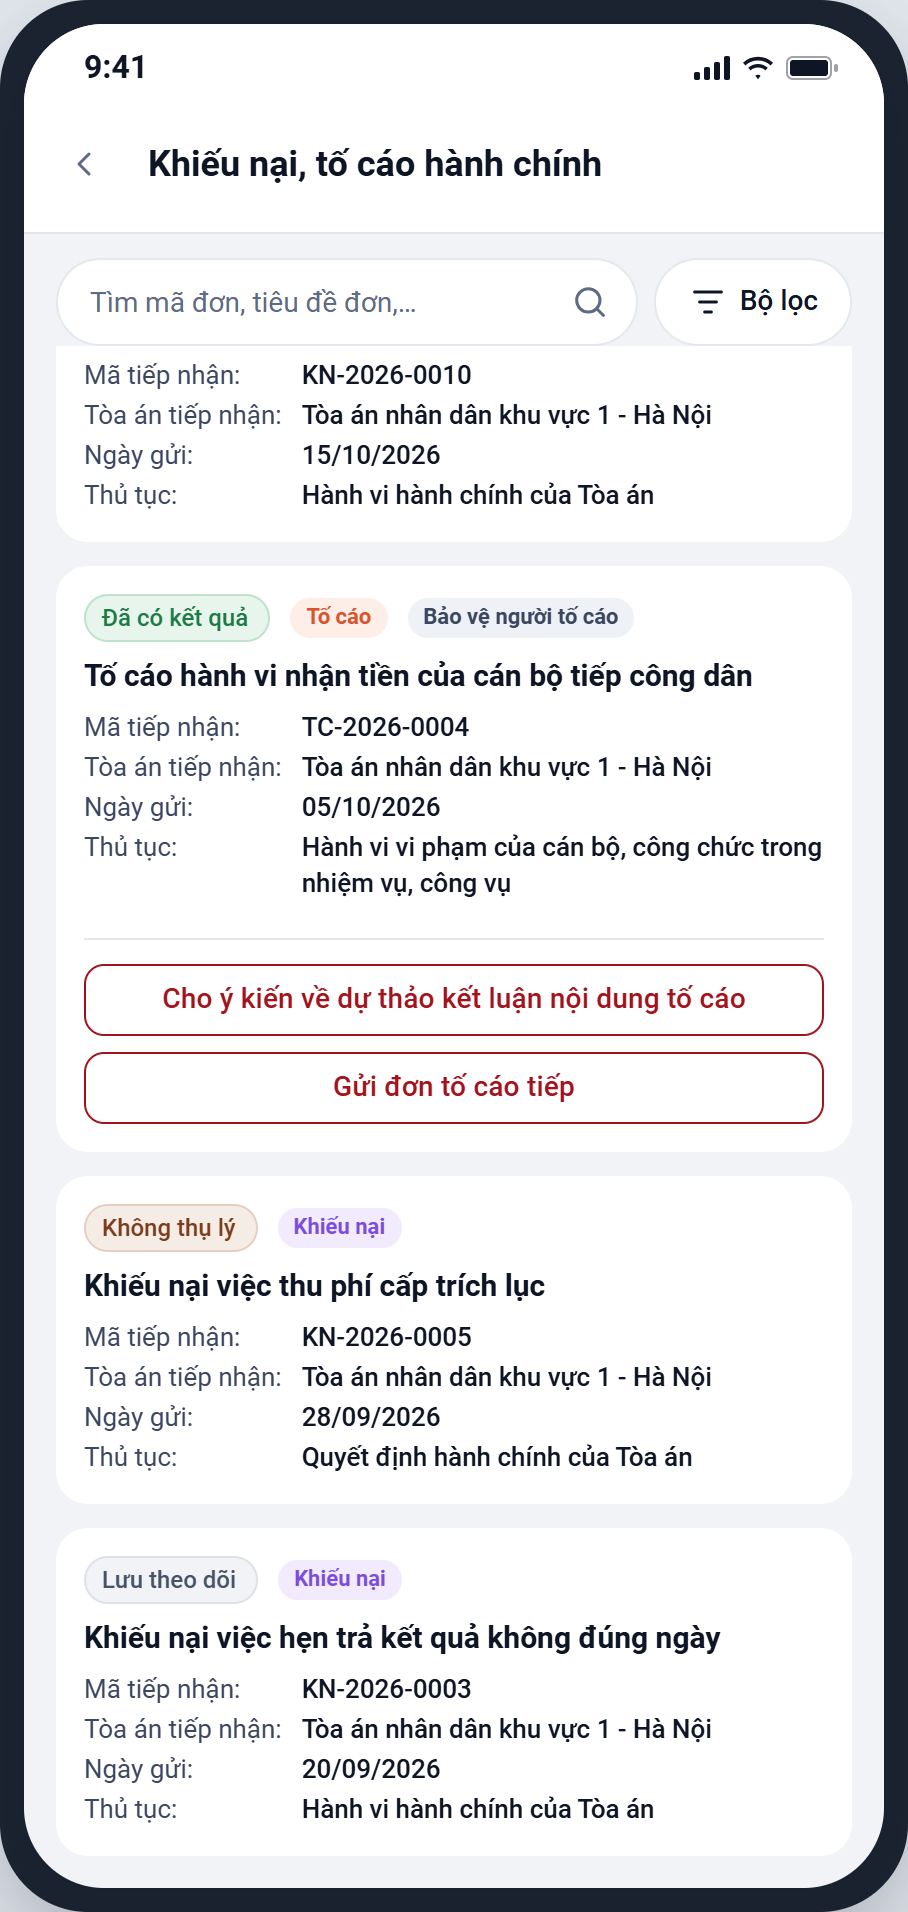 9:41
Khiếu nại, tố cáo hành chính
Tìm mã đơn, tiêu đề đơn,...
Bộ lọc
Mã tiếp nhận: KN-2026-0010
Tòa án tiếp nhận: Tòa án nhân dân khu vực 1 - Hà Nội
Ngày gửi: 15/10/2026
Thủ tục: Hành vi hành chính của Tòa án
Đã có kết quả Tố cáo Bảo vệ người tố cáo
Tố cáo hành vi nhận tiền của cán bộ tiếp công dân
Mã tiếp nhận: TC-2026-0004
Tòa án tiếp nhận: Tòa án nhân dân khu vực 1 - Hà Nội
Ngày gửi: 05/10/2026
Thủ tục: Hành vi vi phạm của cán bộ, công chức trong
nhiệm vụ, công vụ
Cho ý kiến về dự thảo kết luận nội dung tố cáo
Gửi đơn tố cáo tiếp
Không thụ lý Khiếu nại
Khiếu nại việc thu phí cấp trích lục
Mã tiếp nhận: KN-2026-0005
Tòa án tiếp nhận: Tòa án nhân dân khu vực 1 - Hà Nội
Ngày gửi: 28/09/2026
Thủ tục: Quyết định hành chính của Tòa án
Lưu theo dõi Khiếu nại
Khiếu nại việc hẹn trả kết quả không đúng ngày
Mã tiếp nhận: KN-2026-0003
Tòa án tiếp nhận: Tòa án nhân dân khu vực 1 - Hà Nội
Ngày gửi: 20/09/2026
Thủ tục: Hành vi hành chính của Tòa án